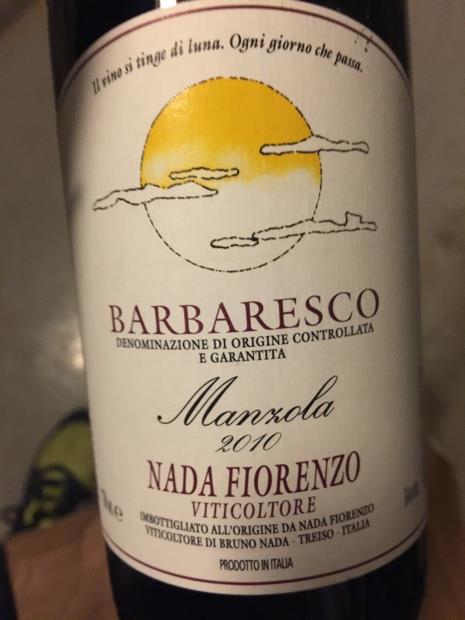 Il vino si tinge di luna. Ogni giorno che passa.
BARBARESCO
DENOMINAZIONE DI ORIGINE CONTROLLATA
E GARANTITA
Manzola
2010
NADA FIORENZO
VITICOLTORE
IMBOTTIGLIATO ALL'ORIGINE DA NADA FIORENZO
VITICOLTORE DI BRUNO NADA - TREISO - ITALIA
PRODOTTO IN ITALIA